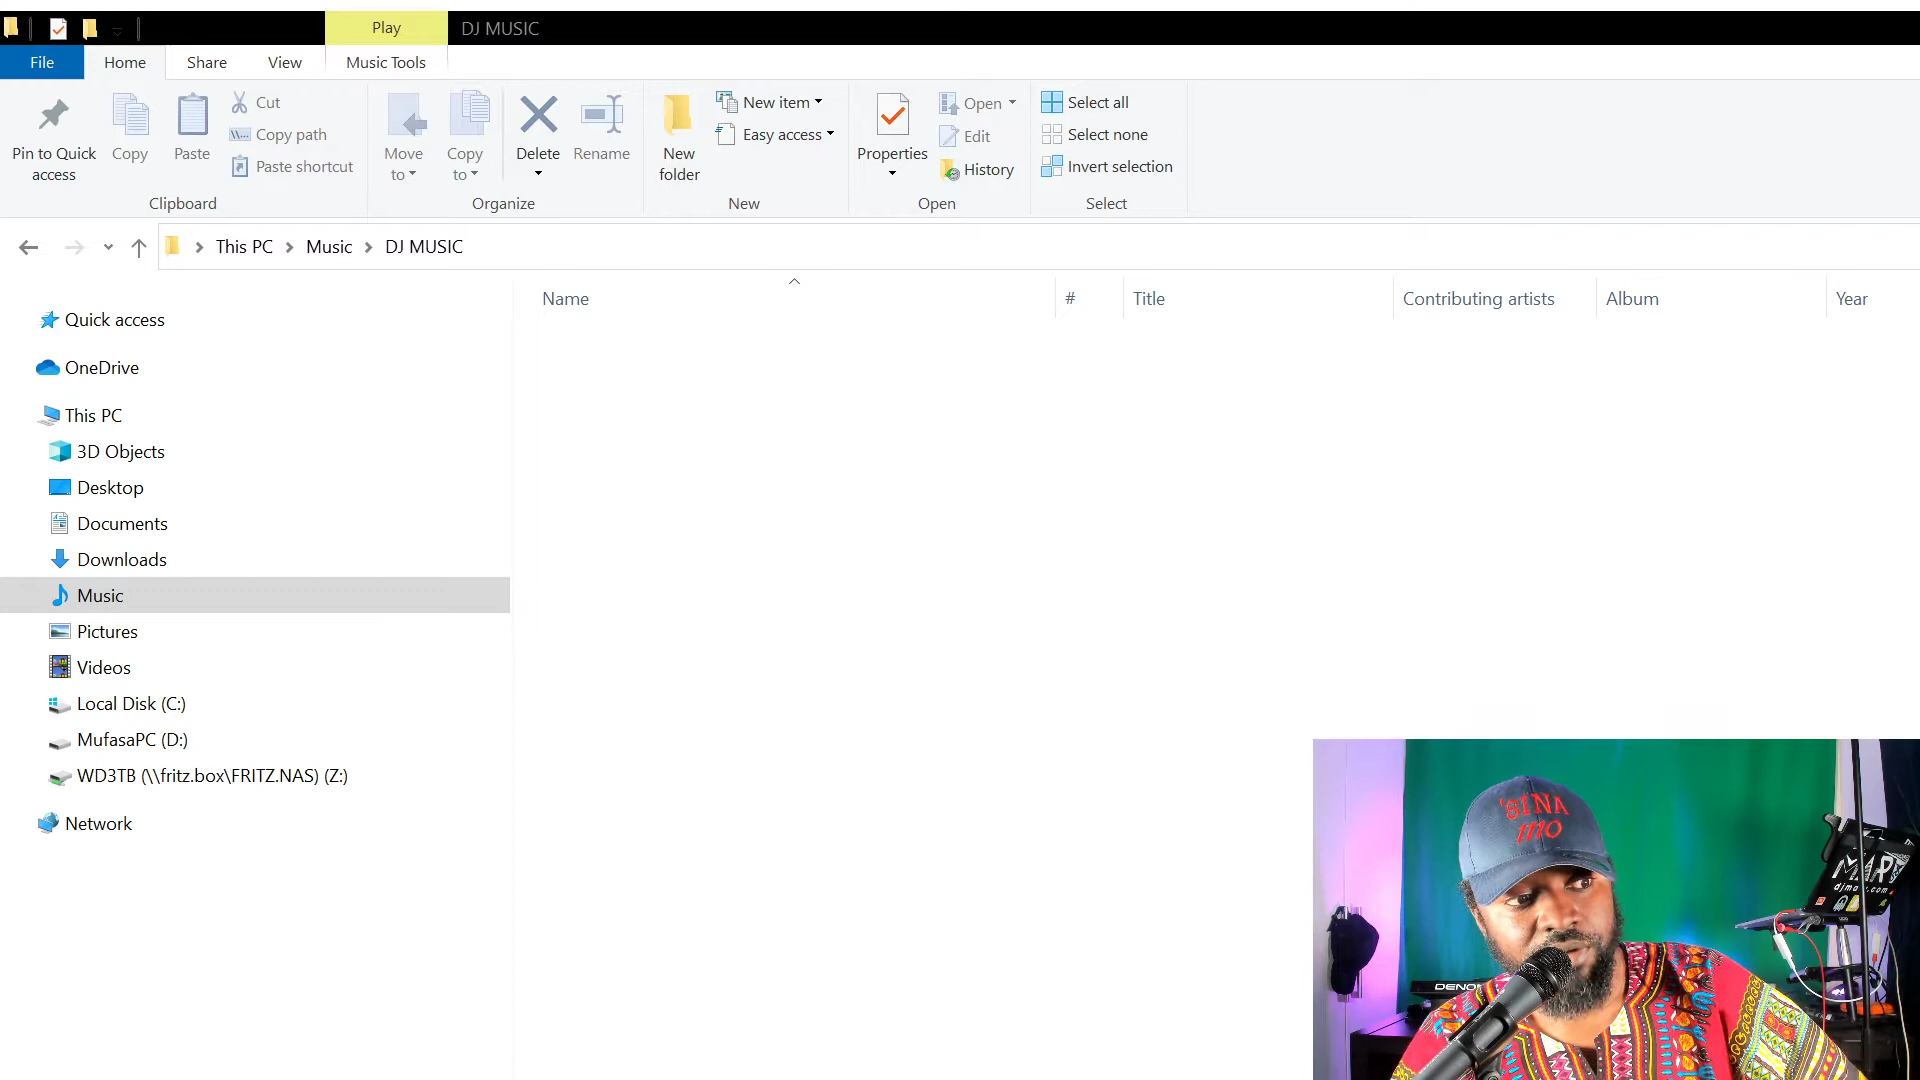 Play
DJ MUSIC
File
Home
Share
View
Music Tools
Pin to Quick
access
Copy
Paste
Cut
Copy path
Paste shortcut
Clipboard
Move
to
Copy
to
Delete
Rename
Organize
New
folder
New item
Easy access
New
Properties
Open
Edit
History
Open
Select all
Select none
Invert selection
Select
This PC
Music
DJ MUSIC
Name
#
Title
Contributing artists
Album
Year
Quick access
OneDrive
This PC
3D Objects
Desktop
Documents
Downloads
Music
Pictures
Videos
Local Disk (C:)
MufasaPC (D:)
WD3TB (\\fritz.box\FRITZ.NAS) (Z:)
Network
'SINA
mo
DENON